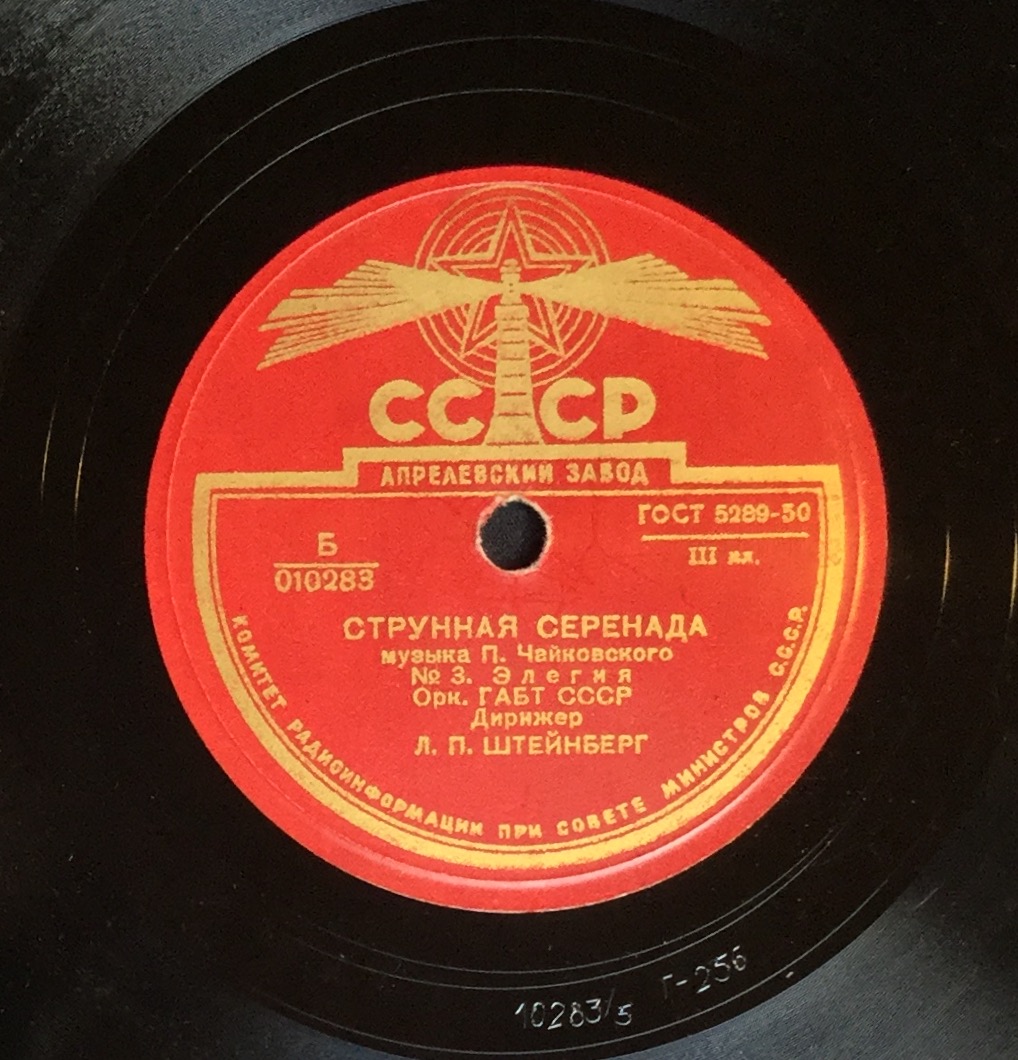 СССР
АПРЕЛЕВСКИЙ ЗАВОД
ГОСТ 5289-50
III кл.
Б
010283
СТРУННАЯ СЕРЕНАДА
музыка П. Чайковского
№ 3. Элегия
Орк. ГАБТ СССР
Дирижер
Л. П. ШТЕЙНБЕРГ
КОМИТЕТ РАДИОИНФОРМАЦИИ ПРИ СОВЕТЕ МИНИСТРОВ С.С.С.Р.
10283/5 Г-256